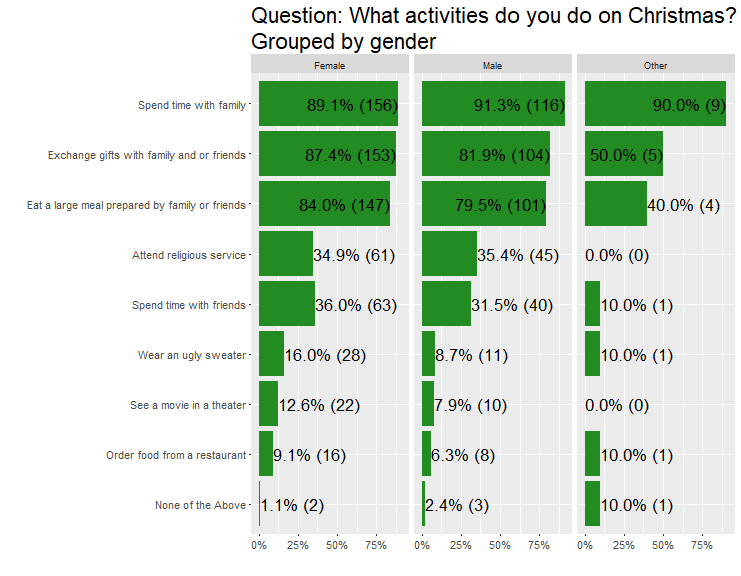 Question: What activities do you do on Christmas?
Grouped by gender
Female Male Other
Spend time with family 89.1% (156) 91.3% (116) 90.0% (9)
Exchange gifts with family and or friends 87.4% (153) 81.9% (104) 50.0% (5)
Eat a large meal prepared by family or friends 84.0% (147) 79.5% (101) 40.0% (4)
Attend religious service 34.9% (61) 35.4% (45) 0.0% (0)
Spend time with friends 36.0% (63) 31.5% (40) 10.0% (1)
Wear an ugly sweater 16.0% (28) 8.7% (11) 10.0% (1)
See a movie in a theater 12.6% (22) 7.9% (10) 0.0% (0)
Order food from a restaurant 9.1% (16) 6.3% (8) 10.0% (1)
None of the Above 1.1% (2) 2.4% (3) 10.0% (1)
0% 25% 50% 75% 0% 25% 50% 75% 0% 25% 50% 75%